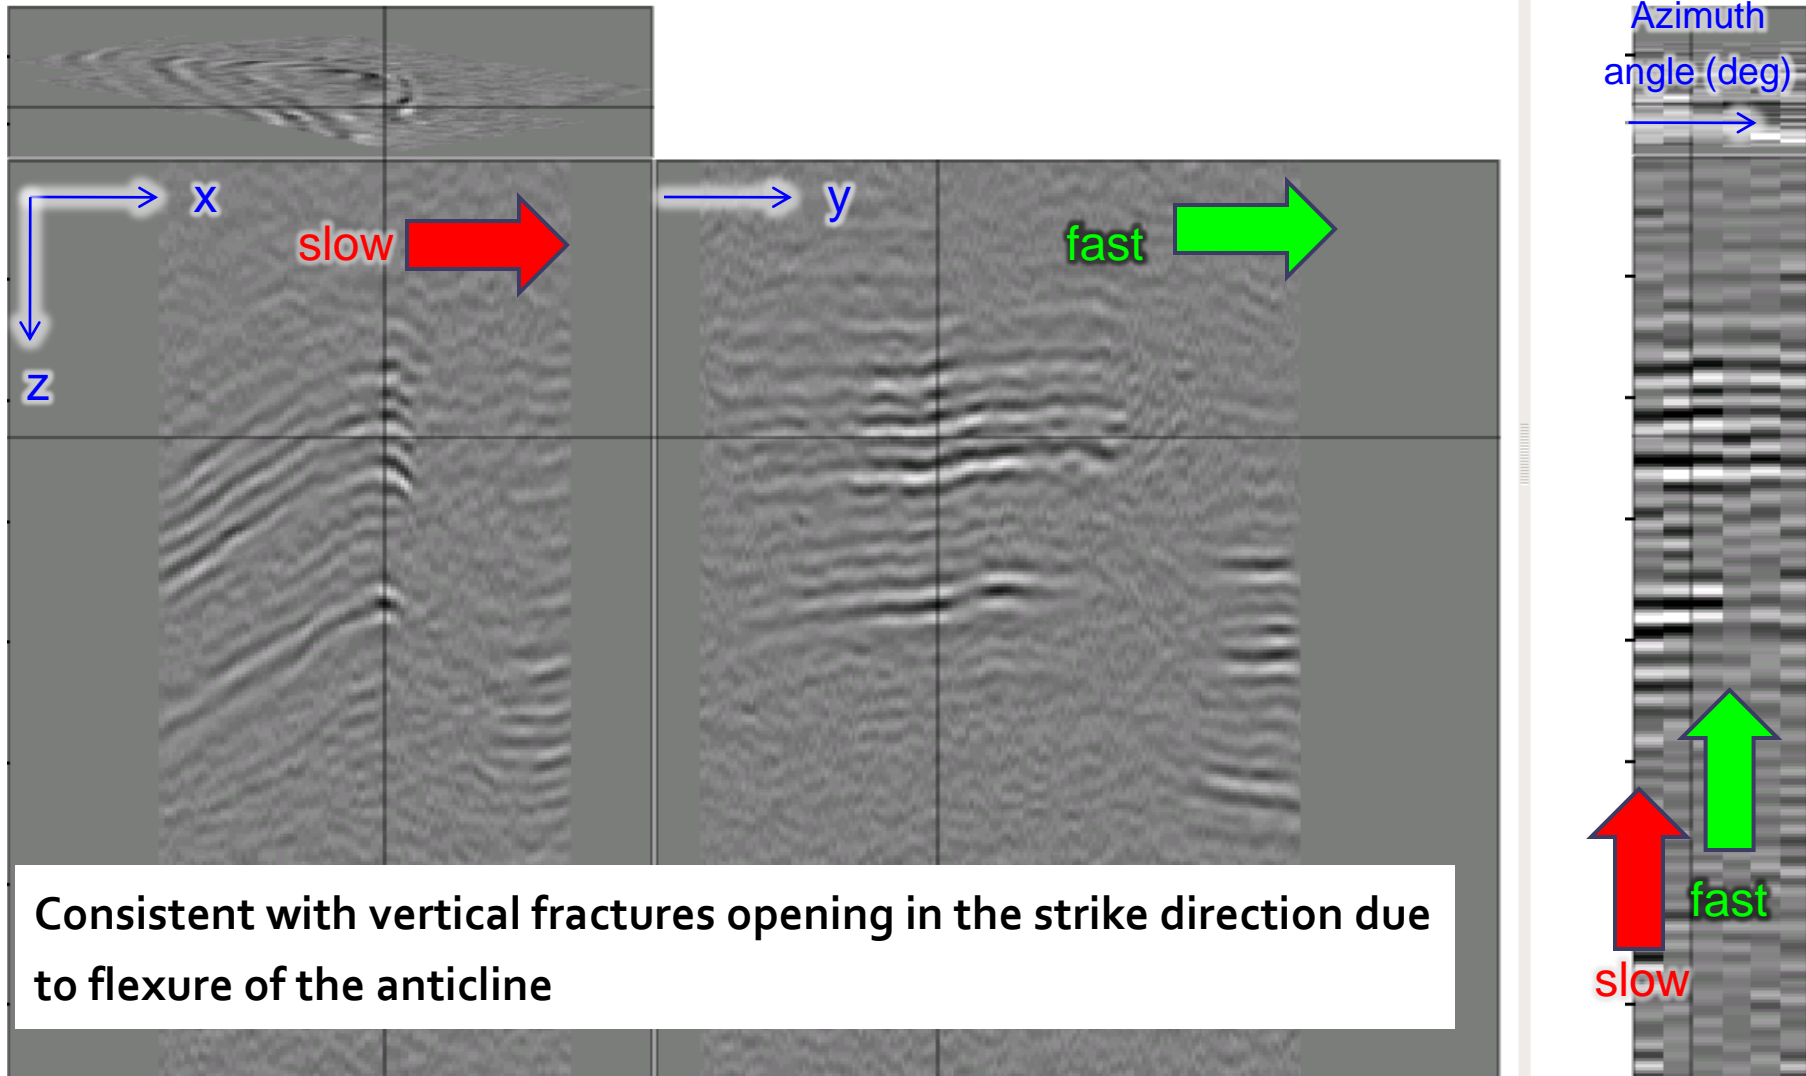 Azimuth
angle (deg)
x
y
slow
fast
z
Consistent with vertical fractures opening in the strike direction due
to flexure of the anticline
fast
slow